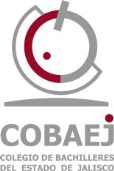 COBAEJ
COLEGIO DE BACHILLERES
DEL ESTADO DE JALISCO